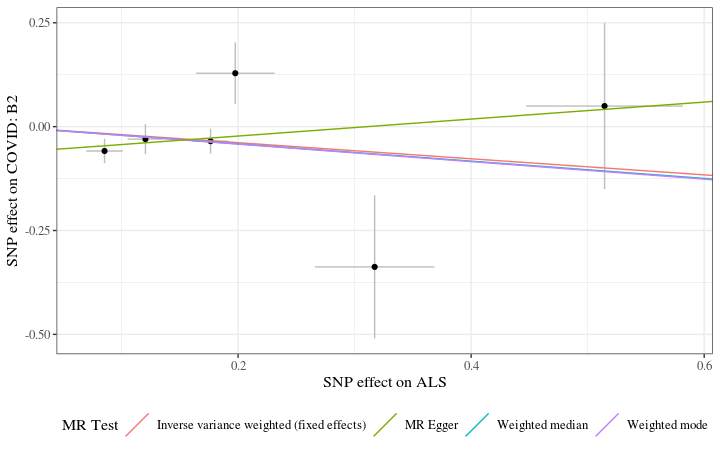 SNP effect on COVID: B2
0.25
0.00
-0.25
-0.50
0.2
0.4
0.6
SNP effect on ALS
MR Test
Inverse variance weighted (fixed effects)
MR Egger
Weighted median
Weighted mode